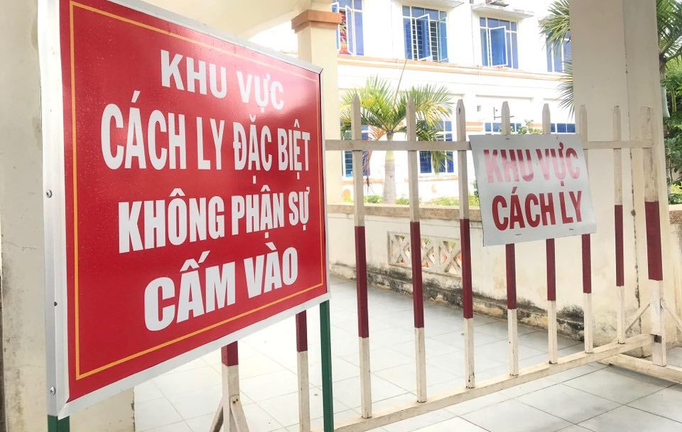 KHU VỰC
CÁCH LY ĐẶC BIỆT
KHÔNG PHẬN SỰ
CẤM VÀO
KHU VỰC
CÁCH LY